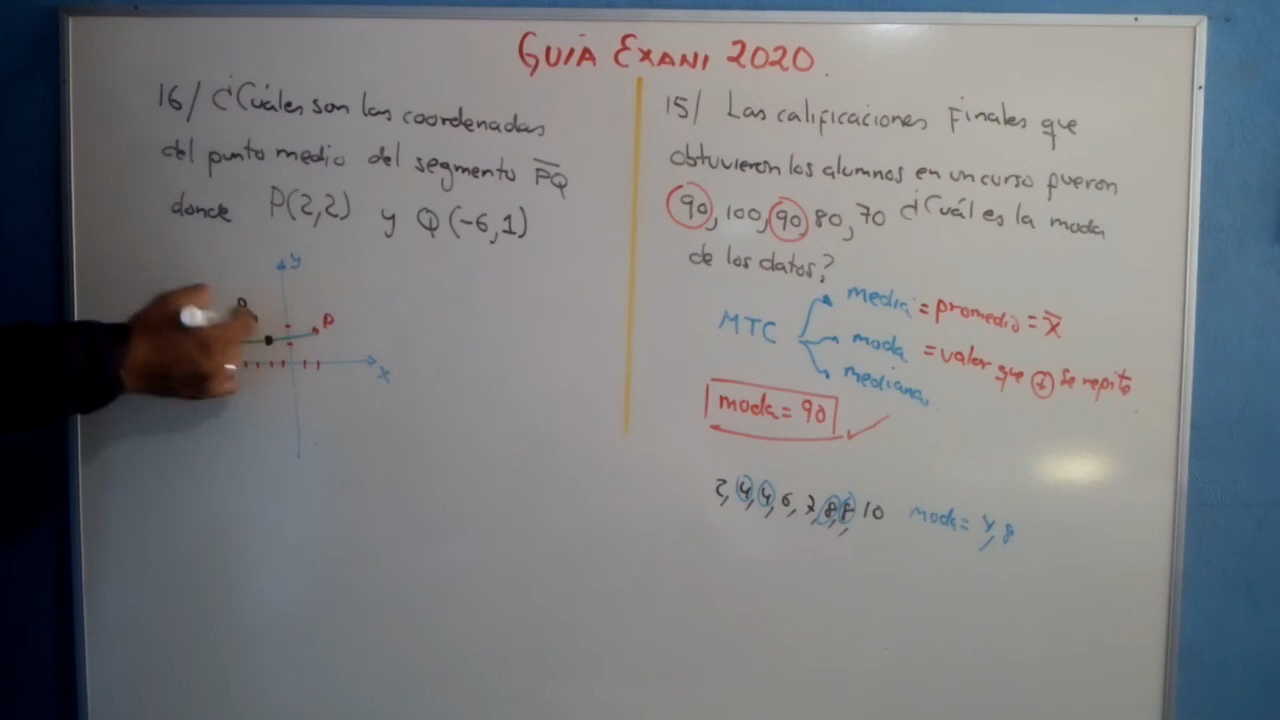 GUIA EXANI 2020.
16/ ¿Cuáles son las coordenadas
del punto medio del segmento PQ
donde P(2,2) y Q(-6,1)
y
P
x
15/ Las calificaciones Finales que
obtuvieron los alumnos en un curso fueron
90, 100, 90, 80, 70 ¿Cuál es la moda
de los datos?
MTC
media = promedio = x̄
moda = valor que + se repite
mediana
moda = 90
2, 4, 4, 6, 7, 8, 8, 10 moda = 4, 8